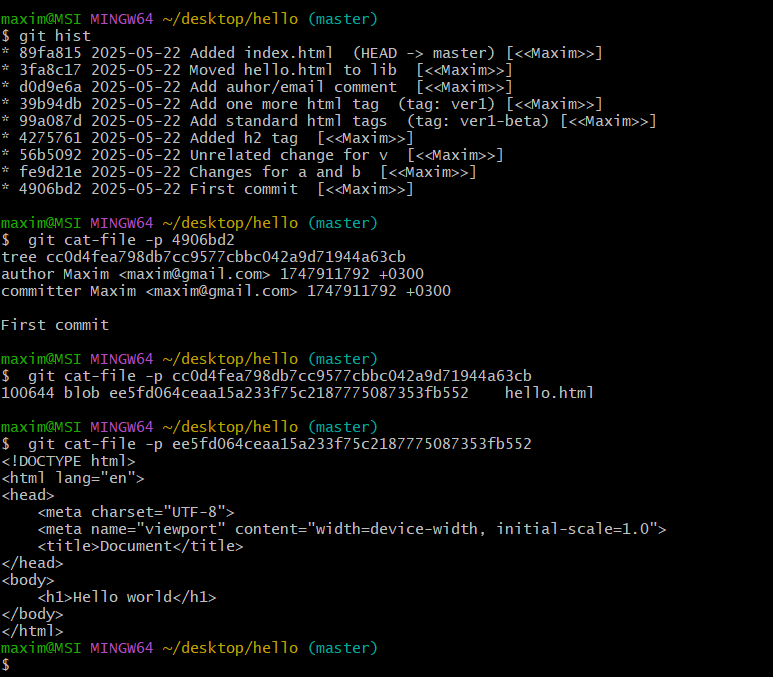 maxim@MSI MINGW64 ~/desktop/hello (master)
$ git hist
* 89fa815 2025-05-22 Added index.html  (HEAD -> master) [<<Maxim>>]
* 3fa8c17 2025-05-22 Moved hello.html to lib  [<<Maxim>>]
* d0d9e6a 2025-05-22 Add auhor/email comment  [<<Maxim>>]
* 39b94db 2025-05-22 Add one more html tag  (tag: ver1) [<<Maxim>>]
* 99a087d 2025-05-22 Add standard html tags  (tag: ver1-beta) [<<Maxim>>]
* 4275761 2025-05-22 Added h2 tag  [<<Maxim>>]
* 56b5092 2025-05-22 Unrelated change for v  [<<Maxim>>]
* fe9d21e 2025-05-22 Changes for a and b  [<<Maxim>>]
* 4906bd2 2025-05-22 First commit  [<<Maxim>>]

maxim@MSI MINGW64 ~/desktop/hello (master)
$  git cat-file -p 4906bd2
tree cc0d4fea798db7cc9577cbbc042a9d71944a63cb
author Maxim <maxim@gmail.com> 1747911792 +0300
committer Maxim <maxim@gmail.com> 1747911792 +0300

First commit

maxim@MSI MINGW64 ~/desktop/hello (master)
$  git cat-file -p cc0d4fea798db7cc9577cbbc042a9d71944a63cb
100644 blob ee5fd064ceaa15a233f75c2187775087353fb552    hello.html

maxim@MSI MINGW64 ~/desktop/hello (master)
$  git cat-file -p ee5fd064ceaa15a233f75c2187775087353fb552
<!DOCTYPE html>
<html lang="en">
<head>
    <meta charset="UTF-8">
    <meta name="viewport" content="width=device-width, initial-scale=1.0">
    <title>Document</title>
</head>
<body>
    <h1>Hello world</h1>
</body>
</html>
maxim@MSI MINGW64 ~/desktop/hello (master)
$